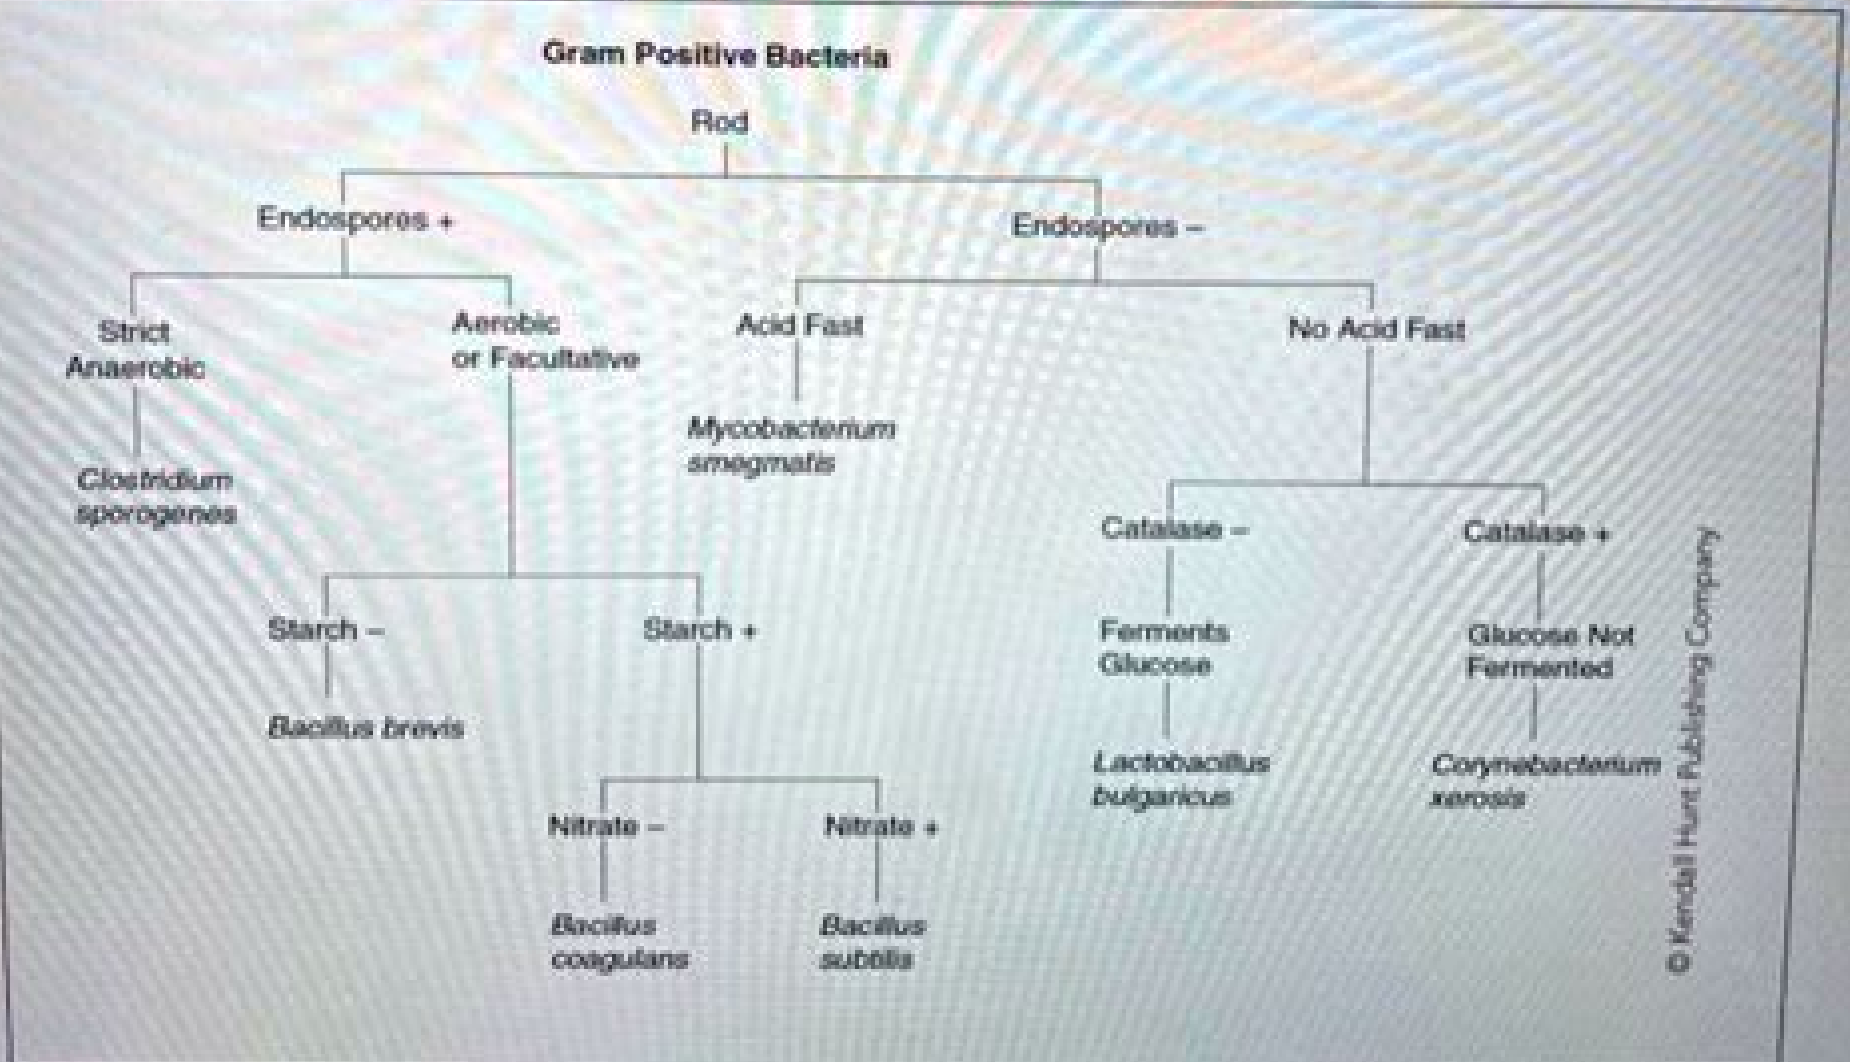 Gram Positive Bacteria
Rod
Endospores +
Endospores –
Strict
Anaerobic
Aerobic
or Facultative
Acid Fast
No Acid Fast
Clostridium
sporogenes
Mycobacterium
smegmatis
Catalase –
Catalase +
Starch –
Starch +
Ferments
Glucose
Glucose Not
Fermented
Bacillus brevis
Lactobacillus
bulgaricus
Corynebacterium
xerosis
Nitrate –
Nitrate +
Bacillus
coagulans
Bacillus
subtilis
© Kendall Hunt Publishing Company